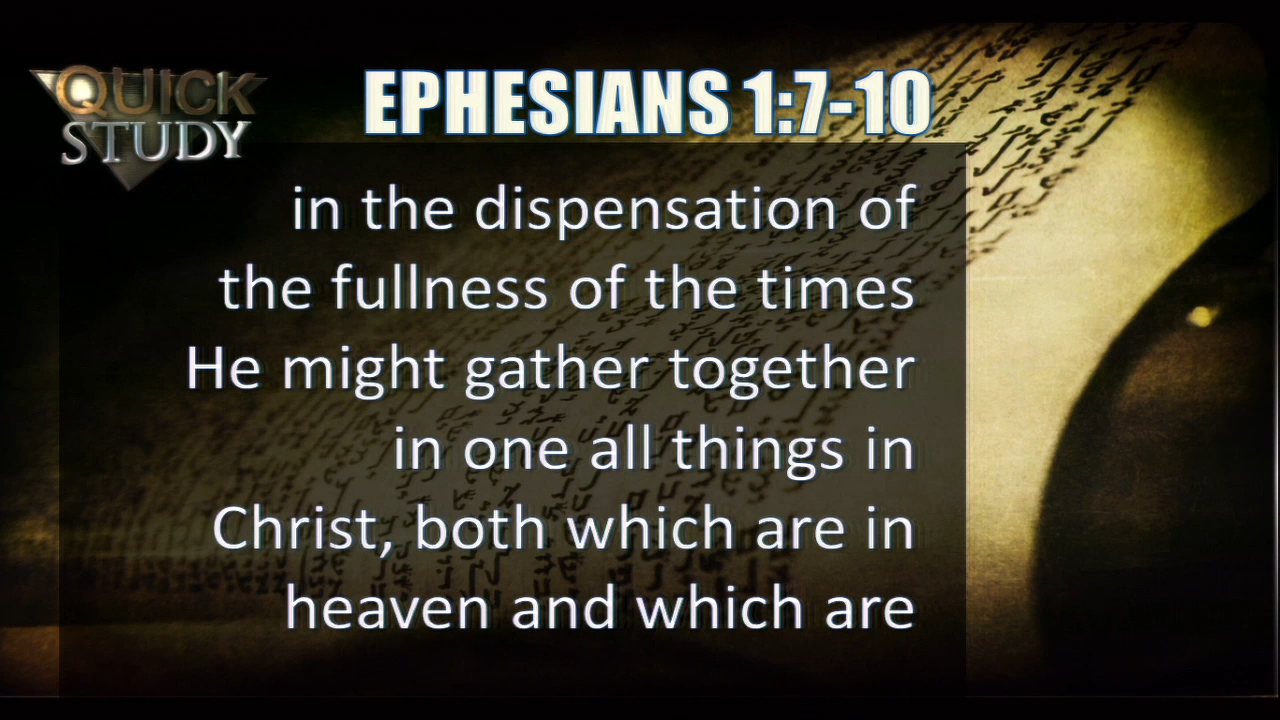 QUICK
STUDY
EPHESIANS 1:7-10
in the dispensation of
the fullness of the times
He might gather together
in one all things in
Christ, both which are in
heaven and which are